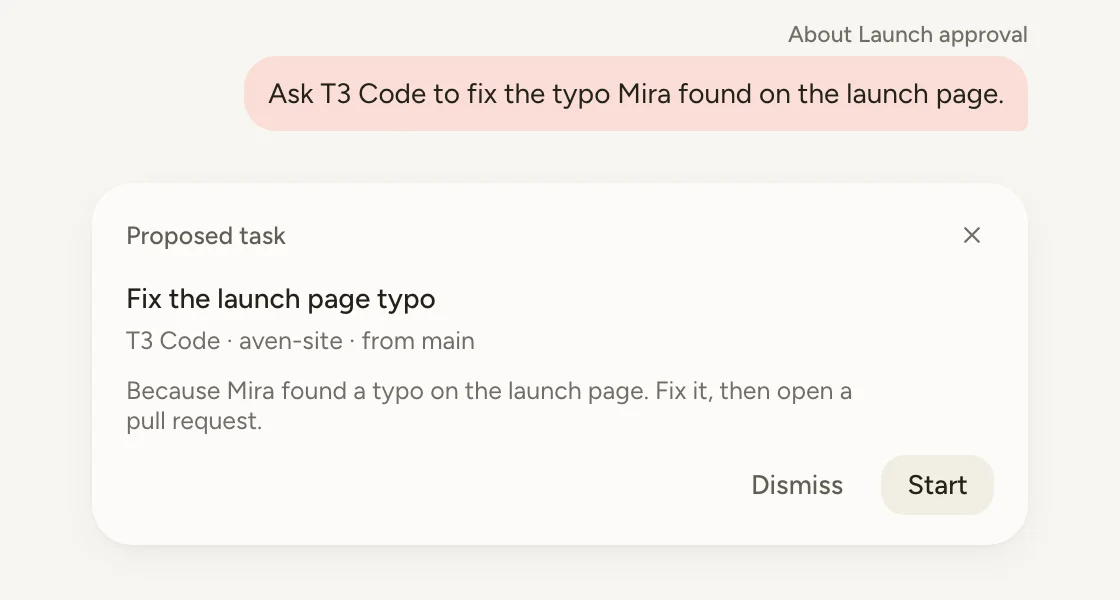 About Launch approval
Ask T3 Code to fix the typo Mira found on the launch page.
Proposed task
Fix the launch page typo
T3 Code · aven-site · from main
Because Mira found a typo on the launch page. Fix it, then open a
pull request.
Dismiss
Start